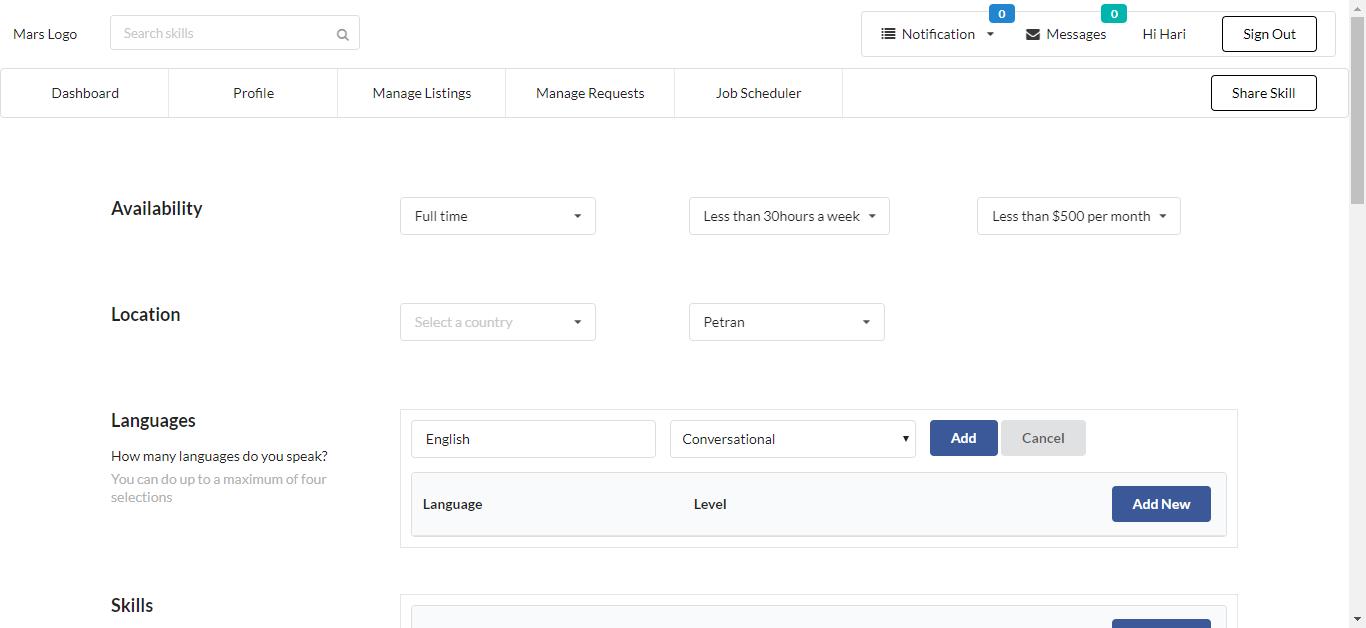 Mars Logo
Search skills
Notification
0
Messages
0
Hi Hari
Sign Out
Dashboard
Profile
Manage Listings
Manage Requests
Job Scheduler
Share Skill
Availability
Full time
Less than 30hours a week
Less than $500 per month
Location
Select a country
Petran
Languages
How many languages do you speak?
You can do up to a maximum of four
selections
English
Conversational
Add
Cancel
Language
Level
Add New
Skills